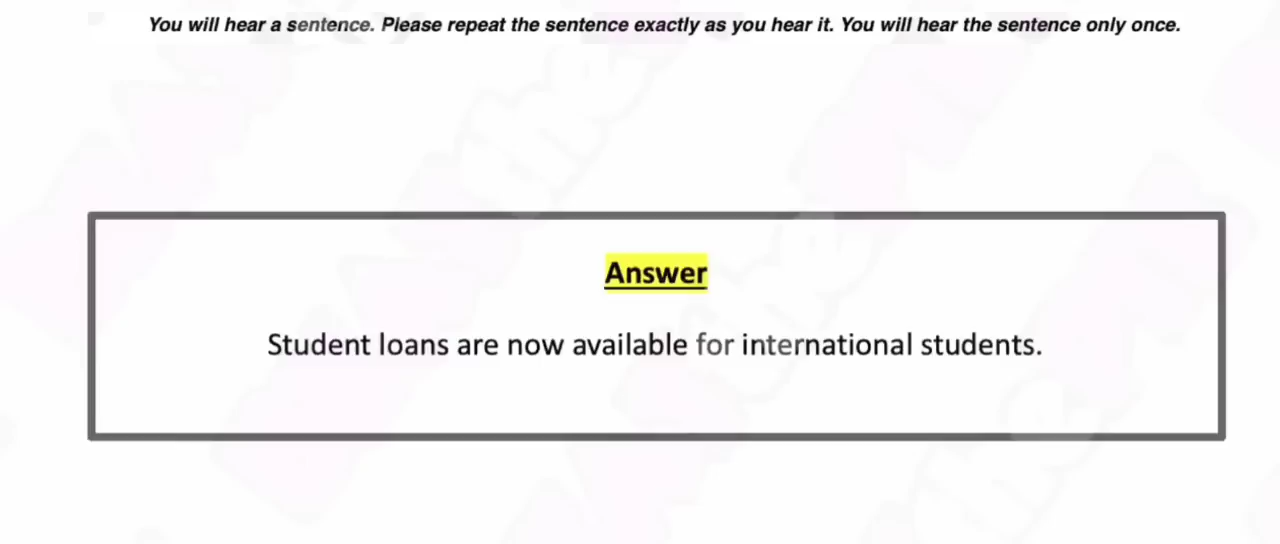 You will hear a sentence. Please repeat the sentence exactly as you hear it. You will hear the sentence only once.
Answer
Student loans are now available for international students.